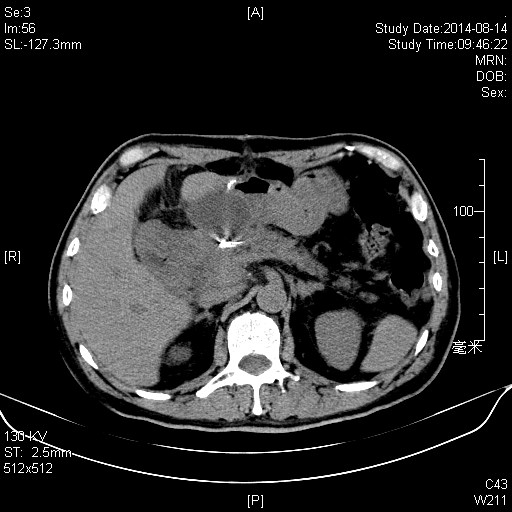 Se:3
Im:56
SL:-127.3mm
[A]
Study Date:2014-08-14
Study Time:09:46:22
MRN:
DOB:
Sex:
100
[R]
[L]
毫米
130 KV
ST: 2.5mm
512x512
[P]
C43
W211